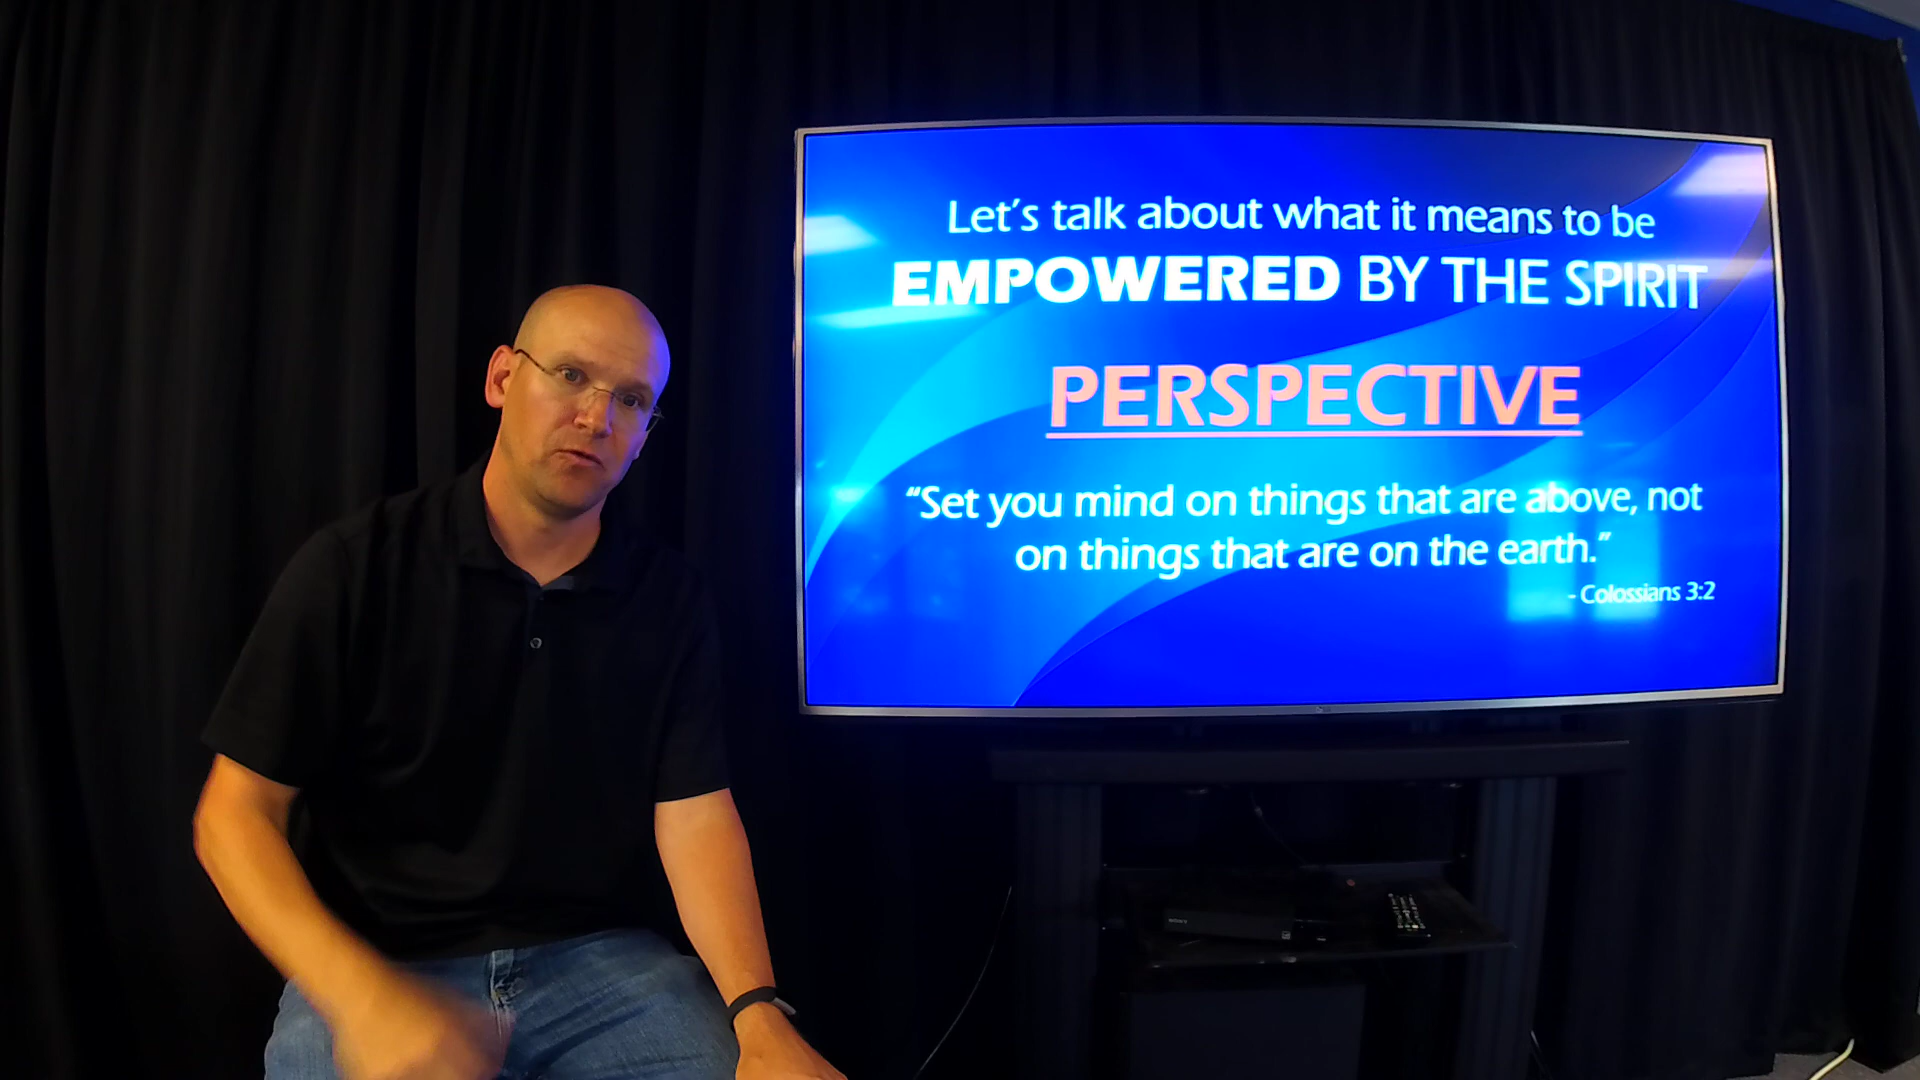 Let's talk about what it means to be
EMPOWERED BY THE SPIRIT
PERSPECTIVE
“Set you mind on things that are above, not
on things that are on the earth.”
- Colossians 3:2
SONY